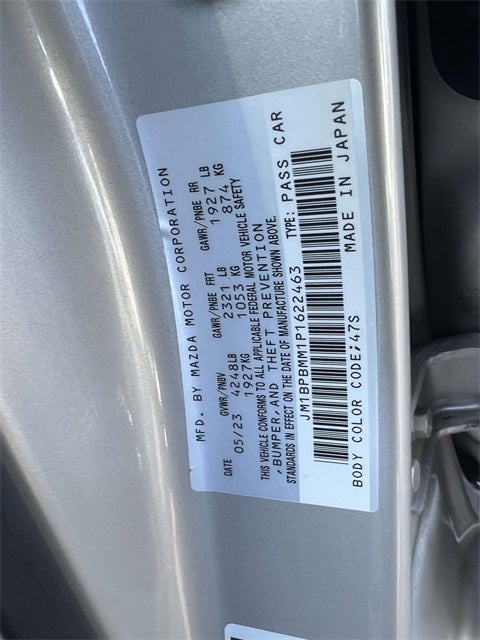 MFD. BY MAZDA MOTOR CORPORATION
DATE GVWR/PNBV GAWR/PNBE FRT GAWR/PNBE RR
05/23 4248LB 2321 LB 1927 LB
1927KG 1053 KG 874 KG
THIS VEHICLE CONFORMS TO ALL APPLICABLE FEDERAL MOTOR VEHICLE SAFETY
,BUMPER, AND THEFT PREVENTION
STANDARDS IN EFFECT ON THE DATE OF MANUFACTURE SHOWN ABOVE.
JM1BPBMM1P1622463 TYPE: PASS CAR
BODY COLOR CODE;47S MADE IN JAPAN